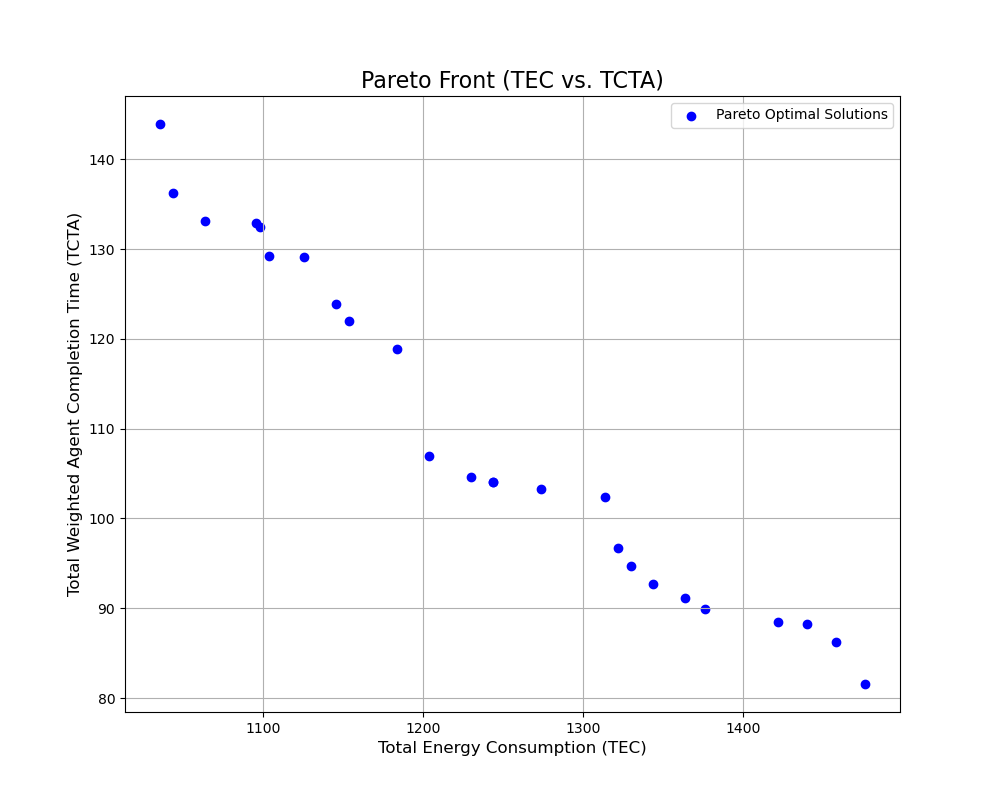 Pareto Front (TEC vs. TCTA)
Pareto Optimal Solutions
Total Weighted Agent Completion Time (TCTA)
140
130
120
110
100
90
80
1100 1200 1300 1400
Total Energy Consumption (TEC)